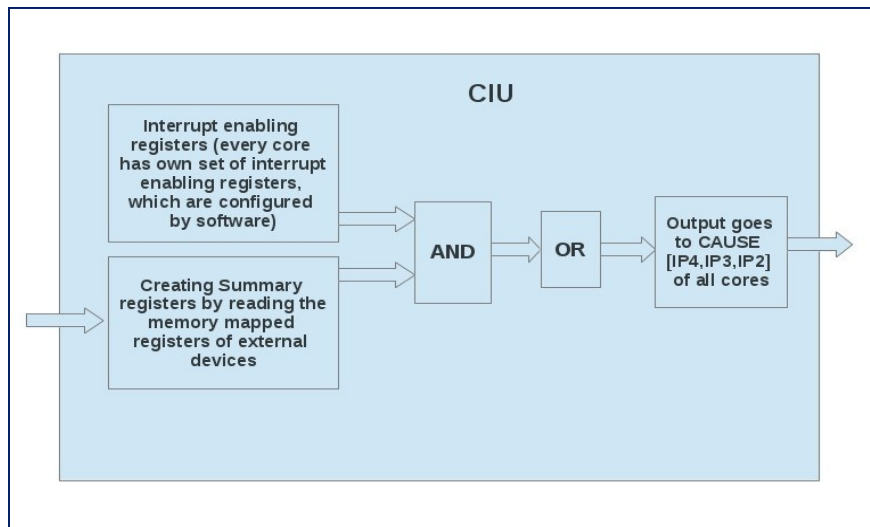 CIU
Interrupt enabling
registers (every core
has own set of interrupt
enabling registers,
which are configured
by software)
Creating Summary
registers by reading the
memory mapped
registers of external
devices
AND
OR
Output goes
to CAUSE
[IP4,IP3,IP2]
of all cores